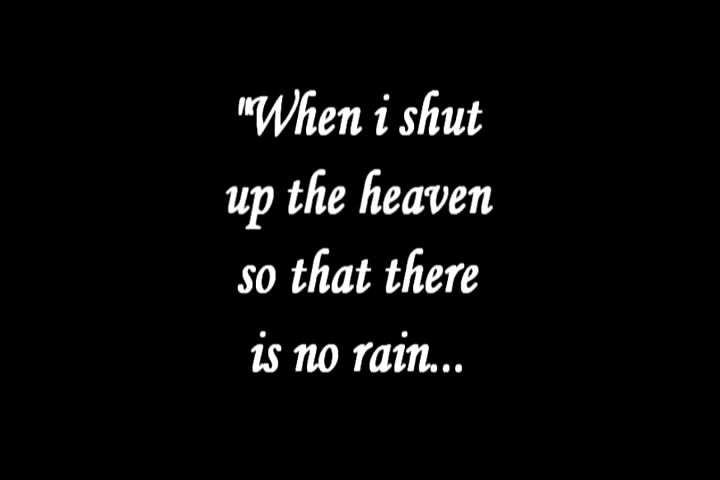 "When i shut
up the heaven
so that there
is no rain...